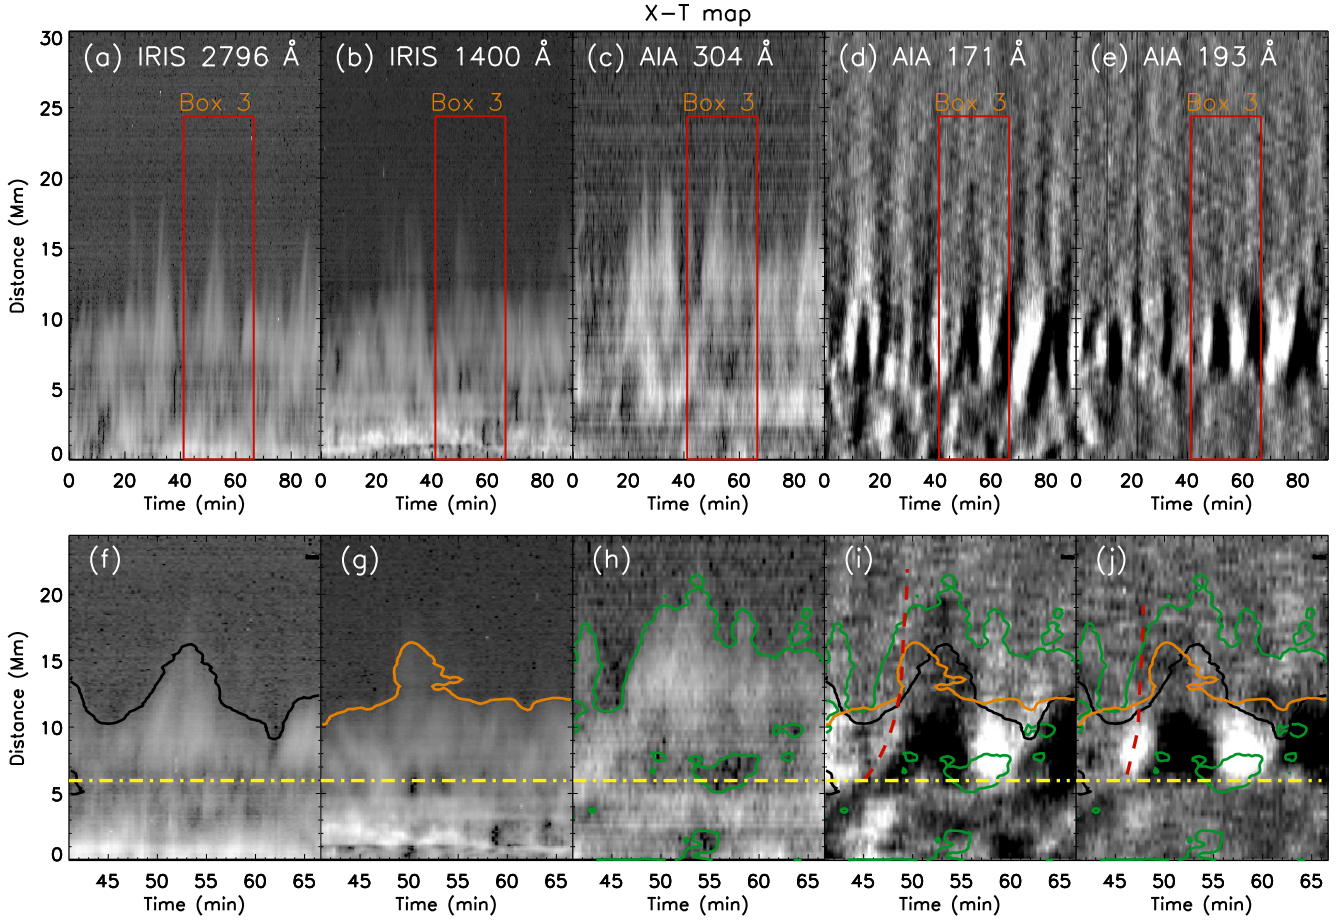 X−T map
(a) IRIS 2796 Å
(b) IRIS 1400 Å
(c) AIA 304 Å
(d) AIA 171 Å
(e) AIA 193 Å
Box 3
Box 3
Box 3
Box 3
Box 3
Distance (Mm)
30
25
20
15
10
5
0
0 20 40 60 80
0 20 40 60 80
0 20 40 60 80
0 20 40 60 80
0 20 40 60 80
Time (min)
Time (min)
Time (min)
Time (min)
Time (min)
(f)
(g)
(h)
(i)
(j)
Distance (Mm)
20
15
10
5
0
45 50 55 60 65
45 50 55 60 65
45 50 55 60 65
45 50 55 60 65
45 50 55 60 65
Time (min)
Time (min)
Time (min)
Time (min)
Time (min)